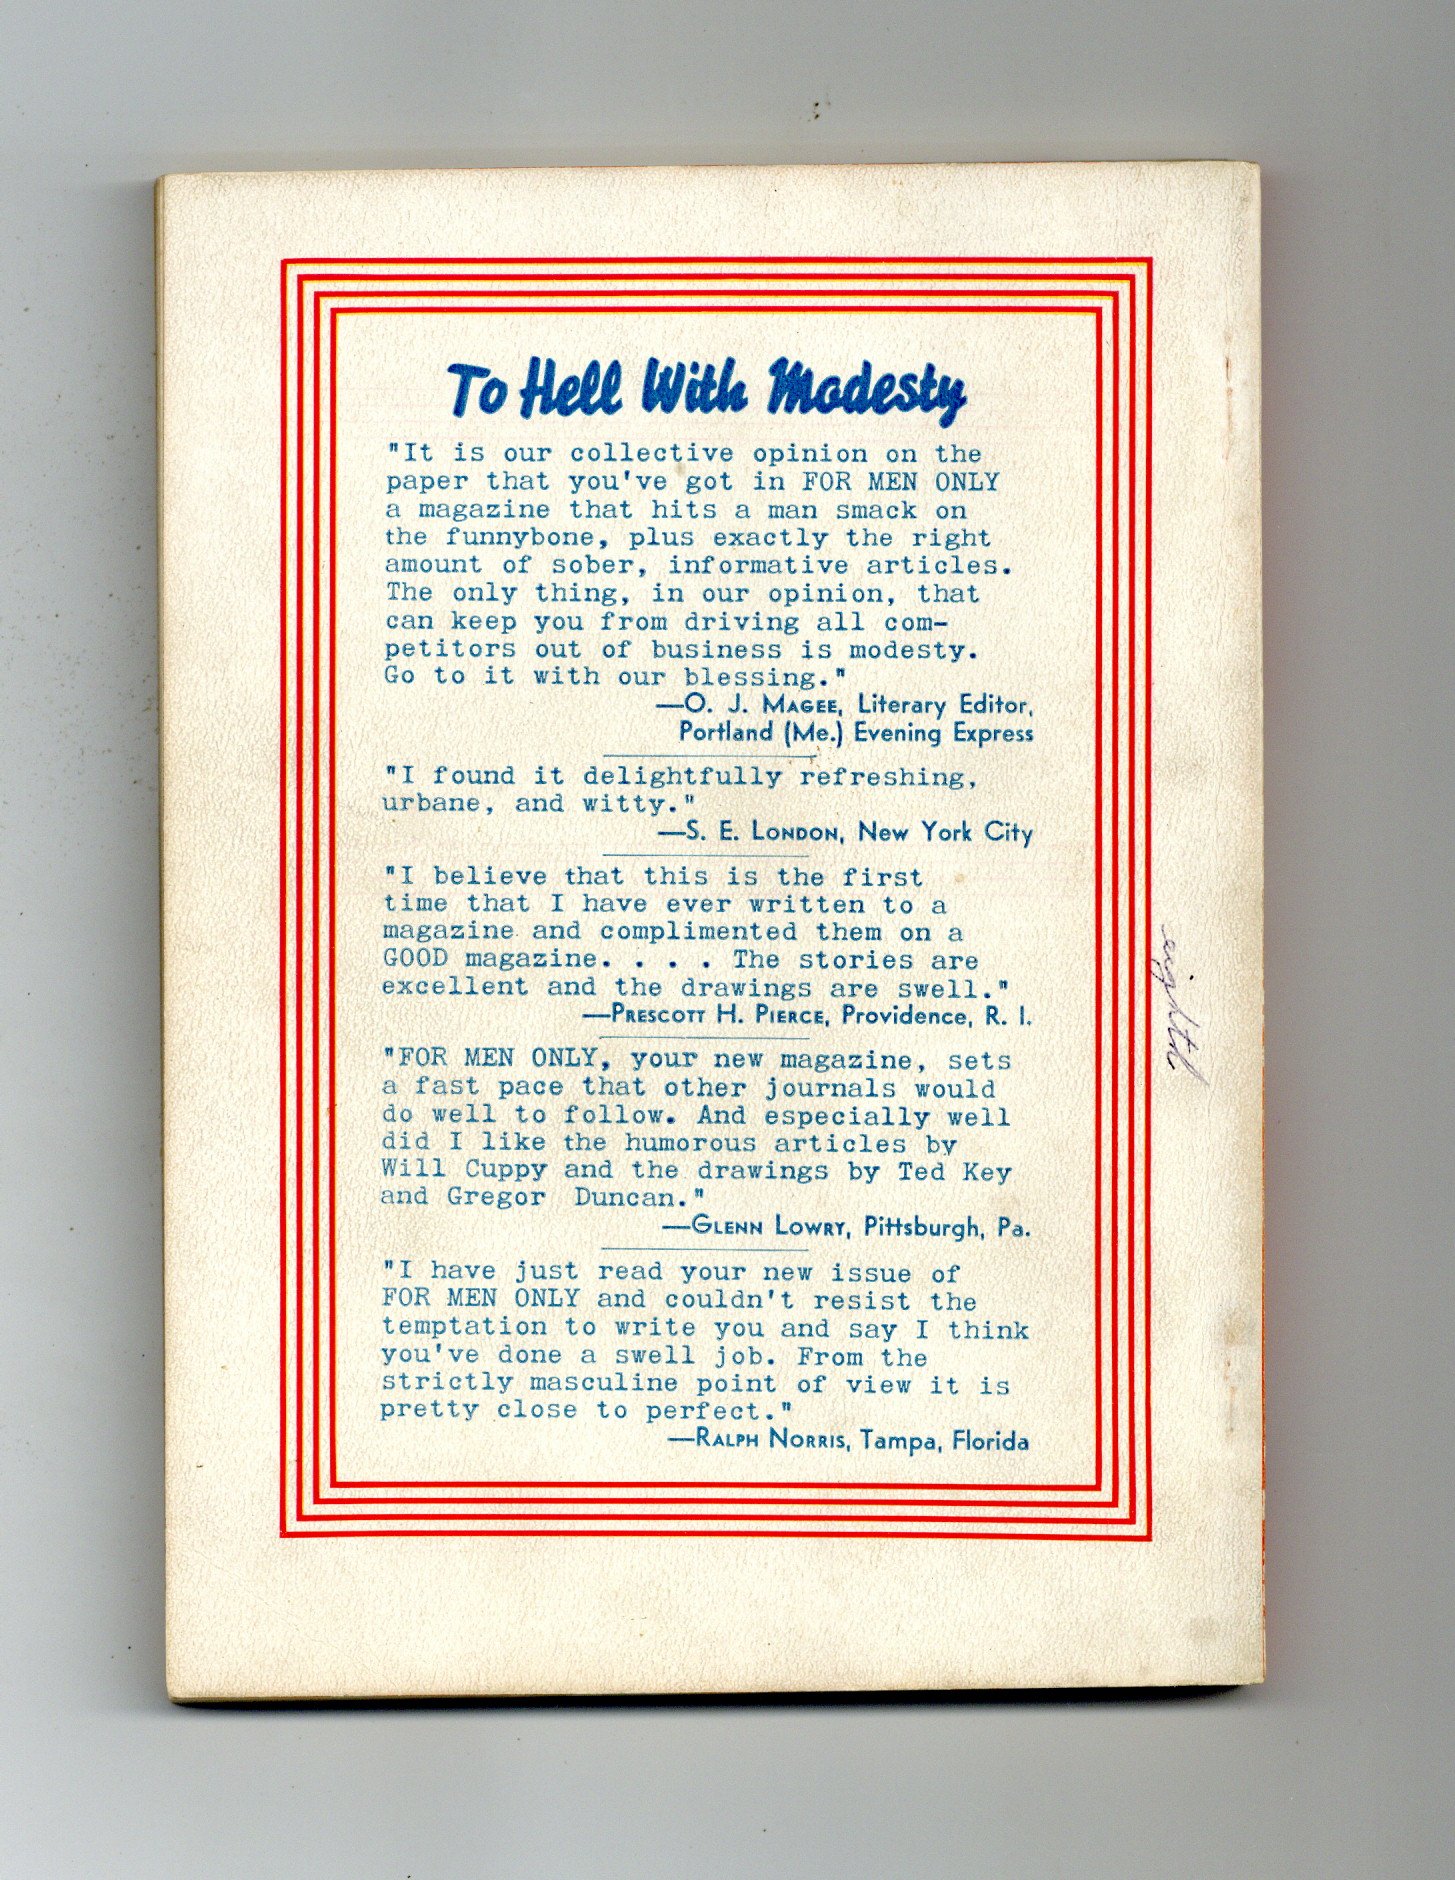 To Hell With Modesty
"It is our collective opinion on the
paper that you've got in FOR MEN ONLY
a magazine that hits a man smack on
the funnybone, plus exactly the right
amount of sober, informative articles.
The only thing, in our opinion, that
can keep you from driving all com-
petitors out of business is modesty.
Go to it with our blessing."
—O. J. MAGEE, Literary Editor,
Portland (Me.) Evening Express
"I found it delightfully refreshing,
urbane, and witty."
—S. E. LONDON, New York City
"I believe that this is the first
time that I have ever written to a
magazine and complimented them on a
GOOD magazine. . . . The stories are
excellent and the drawings are swell."
—PRESCOTT H. PIERCE, Providence, R. I.
"FOR MEN ONLY, your new magazine, sets
a fast pace that other journals would
do well to follow. And especially well
did I like the humorous articles by
Will Cuppy and the drawings by Ted Key
and Gregor Duncan."
—GLENN LOWRY, Pittsburgh, Pa.
"I have just read your new issue of
FOR MEN ONLY and couldn't resist the
temptation to write you and say I think
you've done a swell job. From the
strictly masculine point of view it is
pretty close to perfect."
—RALPH NORRIS, Tampa, Florida
eighth